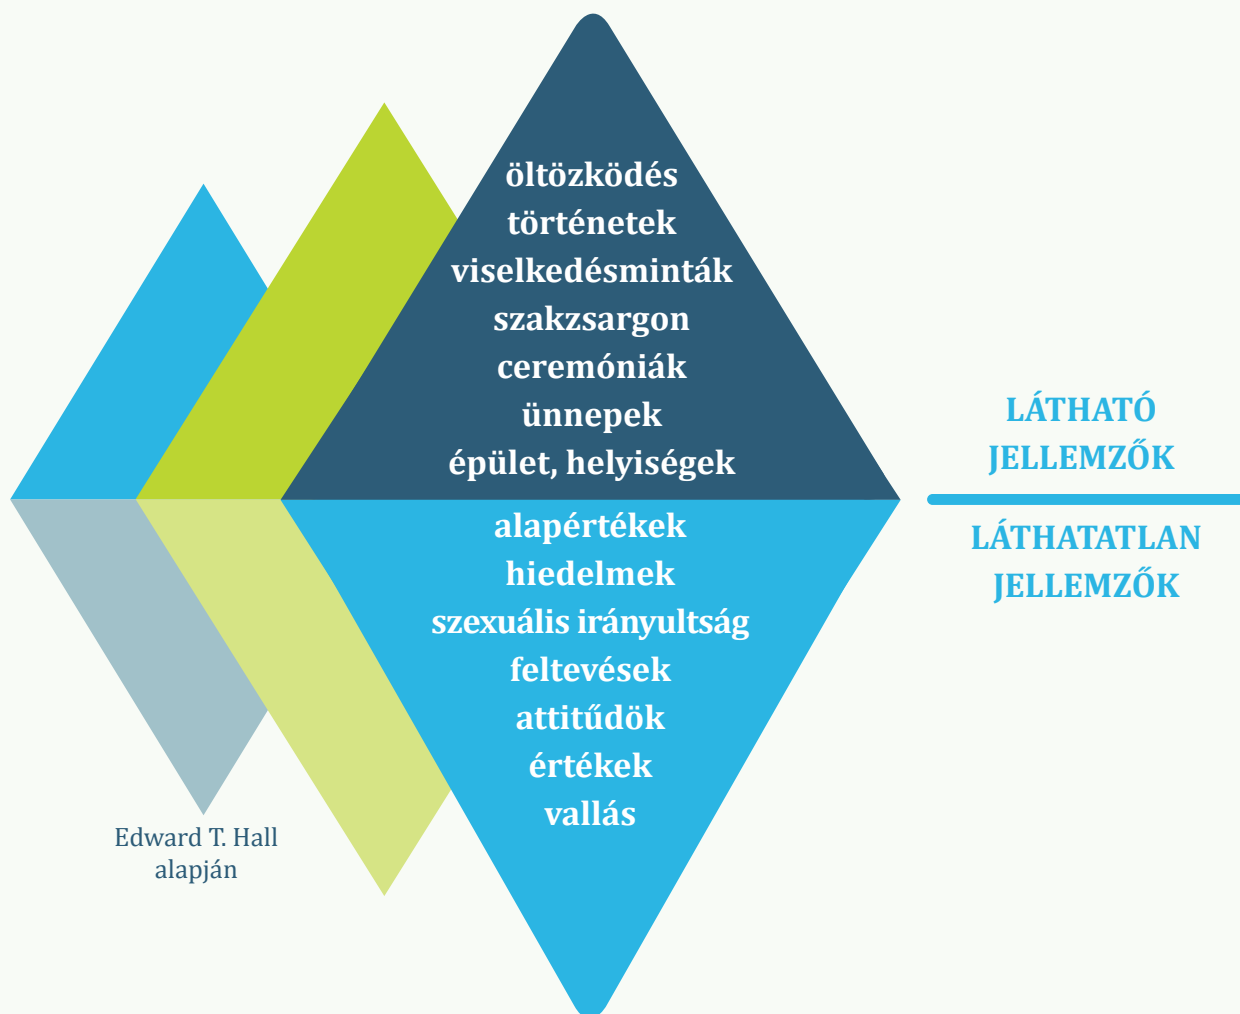 öltözködés
történetek
viselkedésminták
szakzsargon
ceremóniák
ünnepek
épület, helyiségek
LÁTHATÓ
JELLEMZŐK
alapértékek
hiedelmek
szexuális irányultság
feltevések
attitűdök
értékek
vallás
LÁTHATATLAN
JELLEMZŐK
Edward T. Hall
alapján